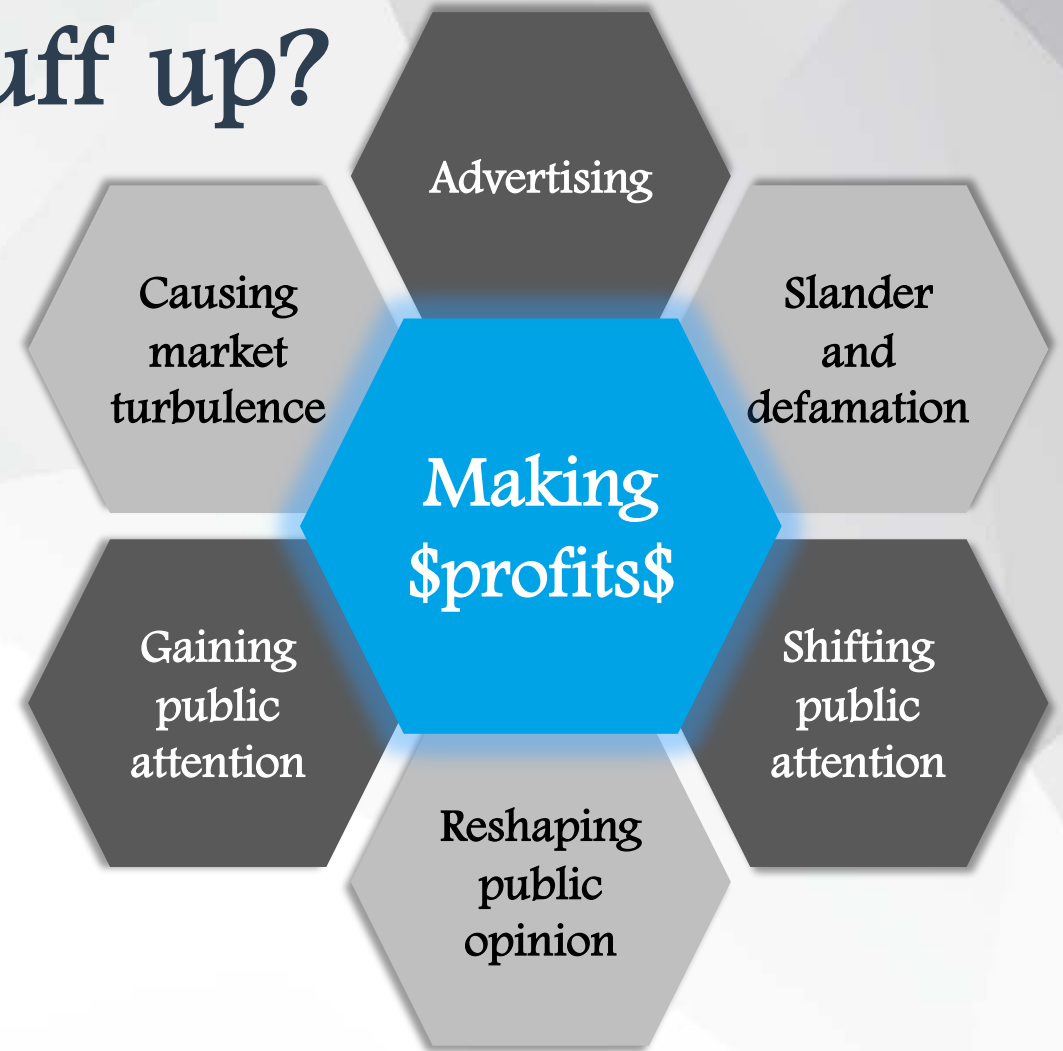 uff up?
Advertising
Causing
market
turbulence
Slander
and
defamation
Making
$profits$
Gaining
public
attention
Shifting
public
attention
Reshaping
public
opinion